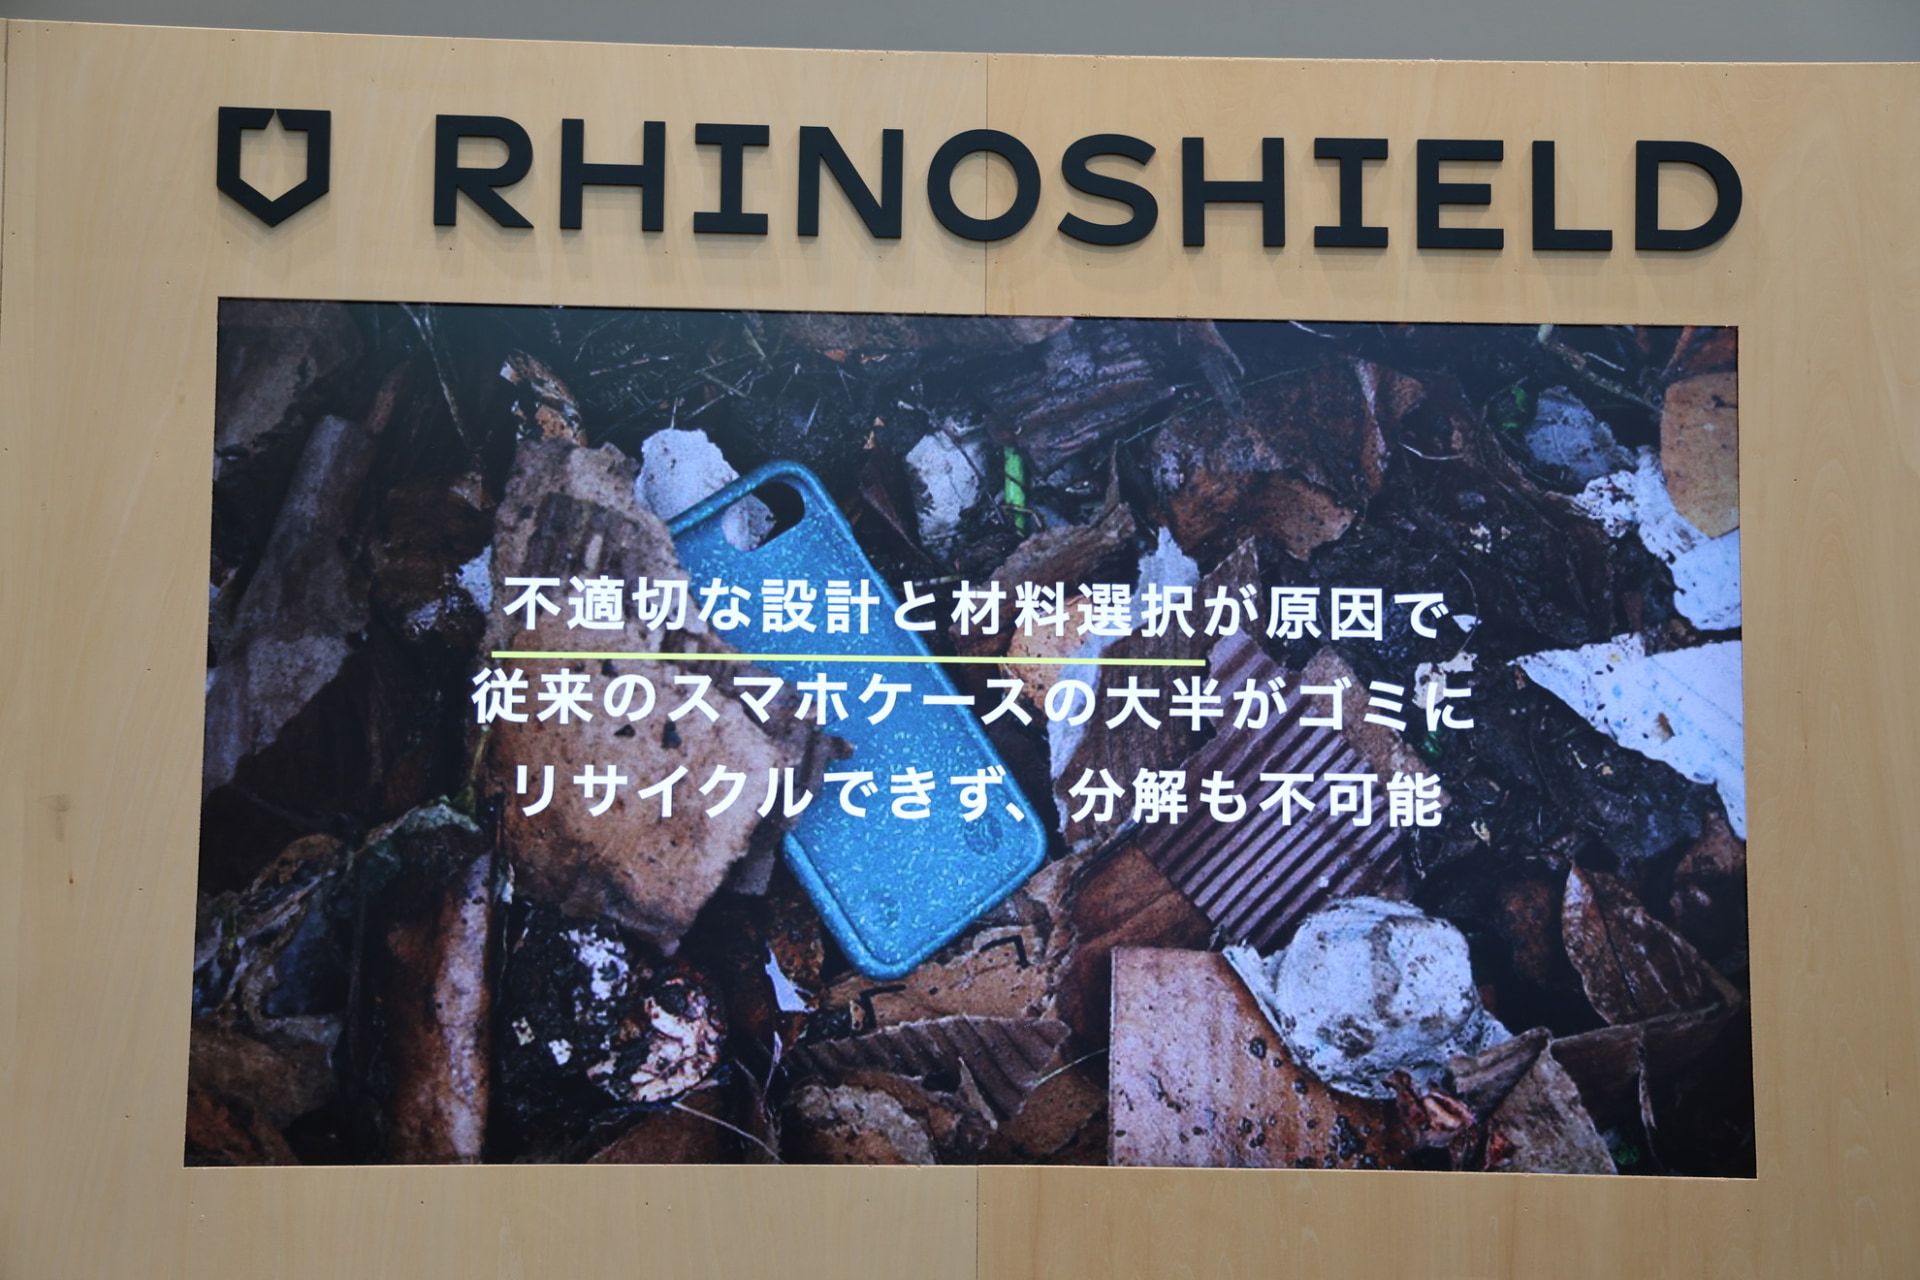 RHINOSHIELD
不適切な設計と材料選択が原因で
従来のスマホケースの大半がゴミに
リサイクルできず、分解も不可能